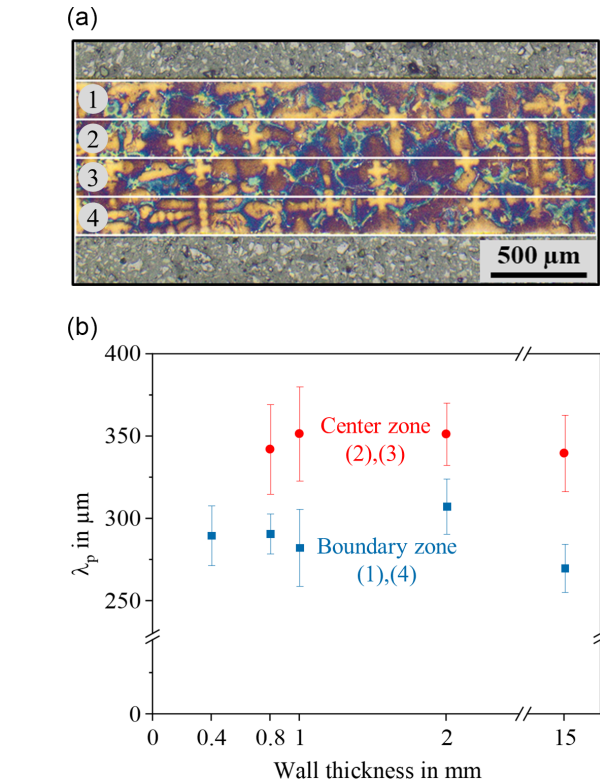 (a)
1
2
3
4
500 µm
(b)
400
350
300
250
0
λp in µm
Center zone
(2),(3)
Boundary zone
(1),(4)
0 0.4 0.8 1 2 15
Wall thickness in mm